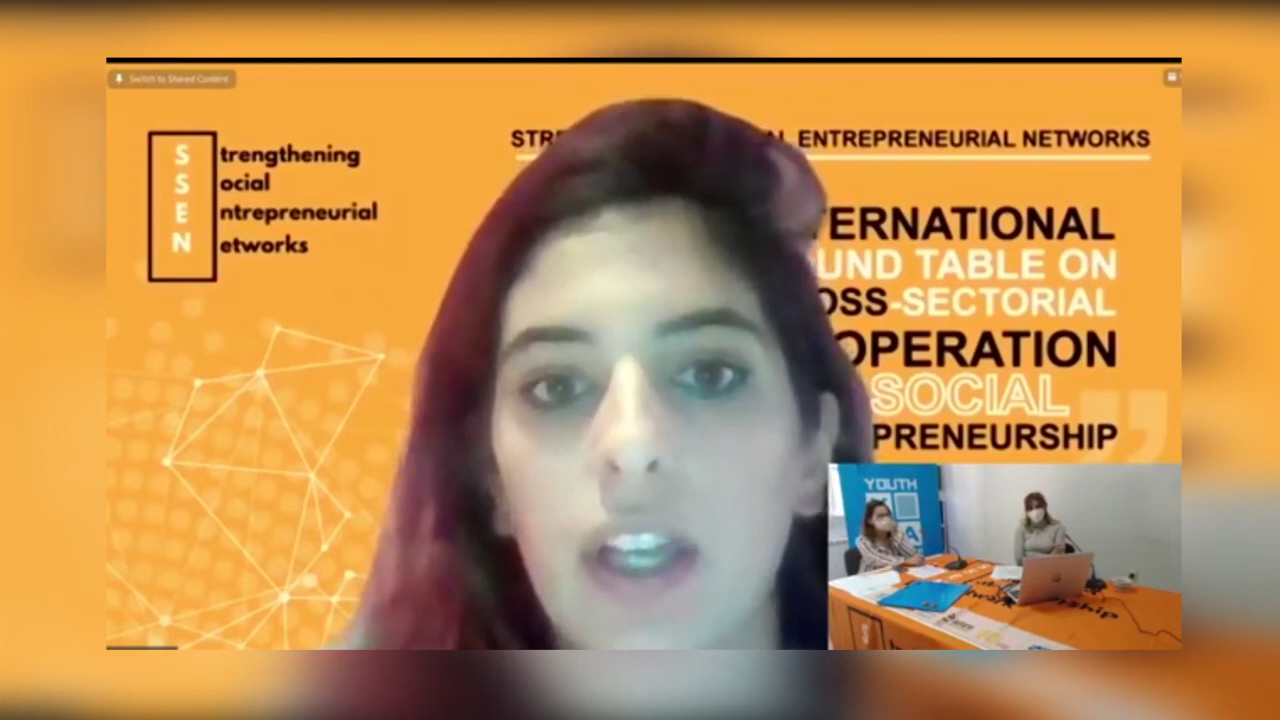 Switch to Shared Content
S trengthening
S ocial
E ntrepreneurial
N etworks
ENTREPRENEURIAL NETWORKS
TERNATIONAL
UND TABLE ON
OSS-SECTORIAL
OPERATION
SOCIAL
PRENEURSHIP
”
YOUTH